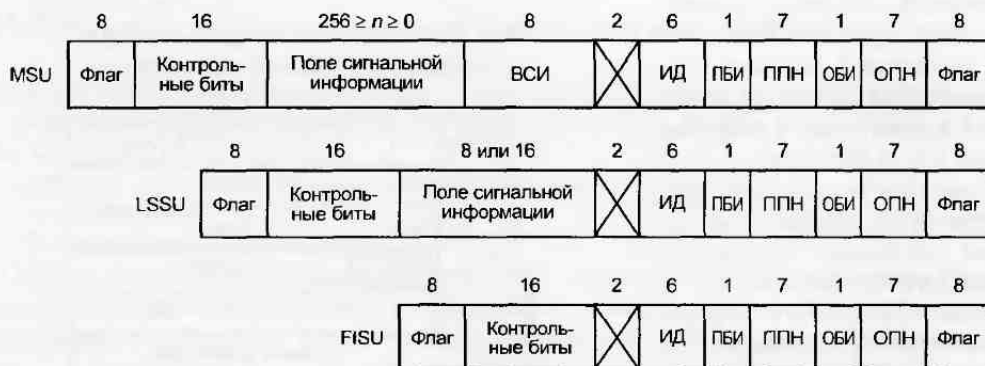 8 16 256 ≥ n ≥ 0 8 2 6 1 7 1 7 8
MSU Флаг Контроль-ные биты Поле сигнальной информации ВСИ ИД ПБИ ППН ОБИ ОПН Флаг
8 16 8 или 16 2 6 1 7 1 7 8
LSSU Флаг Контроль-ные биты Поле сигнальной информации ИД ПБИ ППН ОБИ ОПН Флаг
8 16 2 6 1 7 1 7 8
FISU Флаг Контроль-ные биты ИД ПБИ ППН ОБИ ОПН Флаг